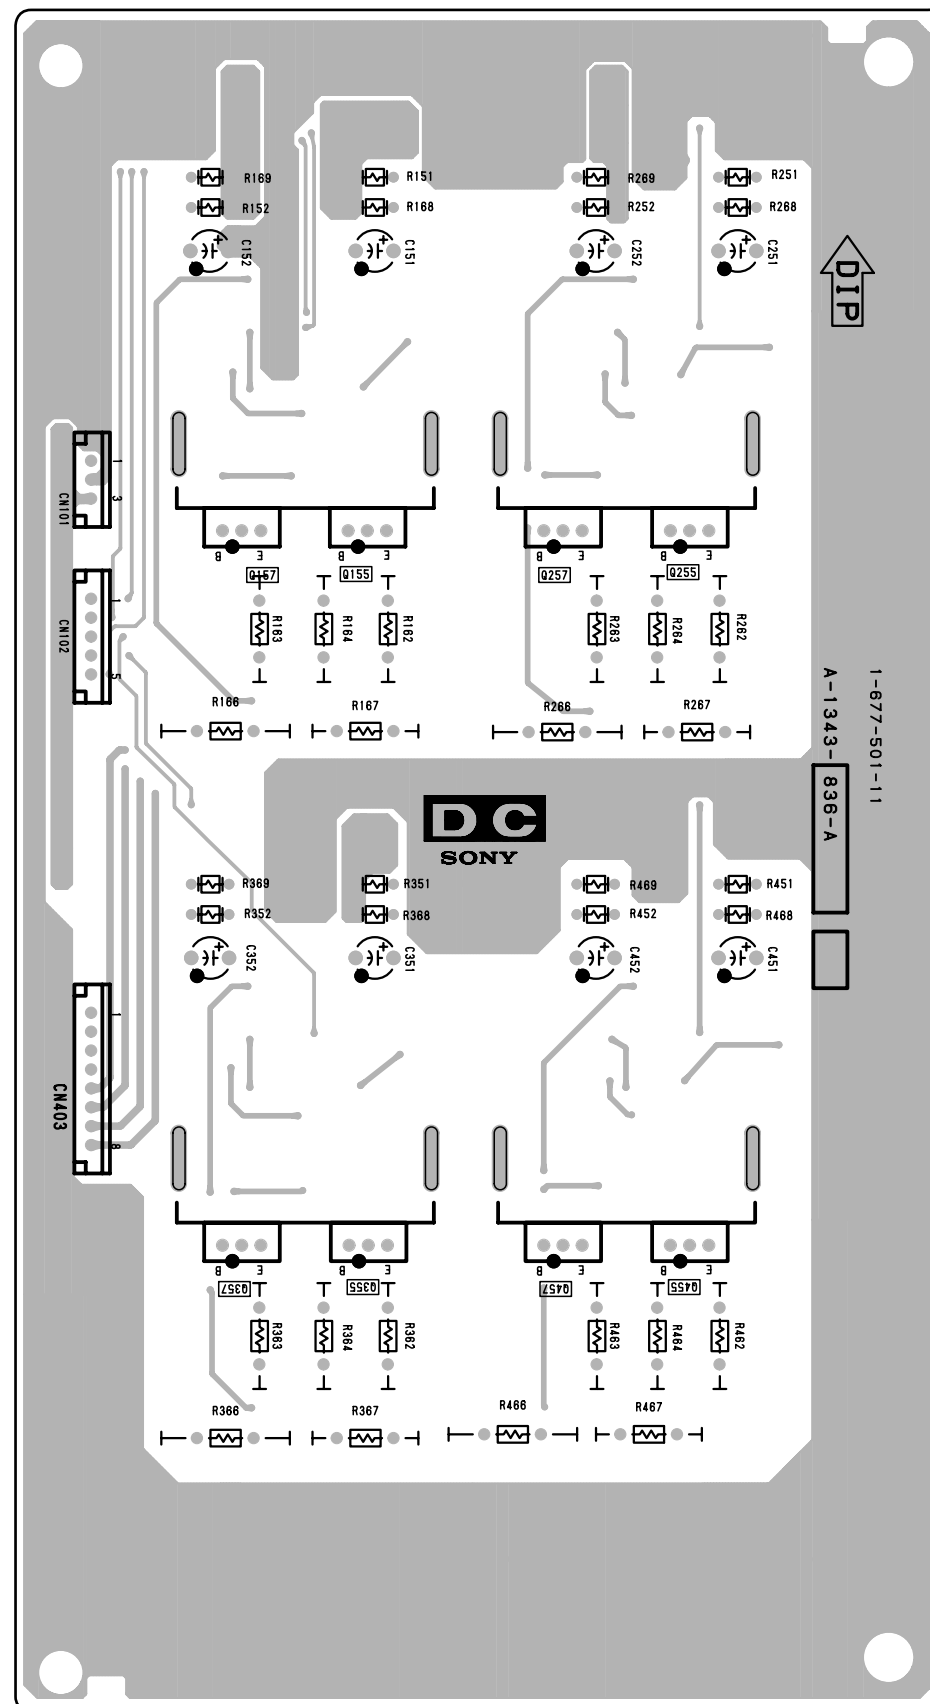 R169
R151
R269
R251
R152
R168
R252
R268
C152
C151
C252
C251
DIP
1
3
CN101
B E
B E
B E
B E
Q157
Q155
Q257
Q255
1
5
CN102
R163
R164
R162
R263
R264
R262
R166
R167
R266
R267
1-677-501-11
A-1343-836-A
DC
SONY
R369
R351
R469
R451
R352
R368
R452
R468
C352
C351
C452
C451
1
8
CN403
B E
B E
B E
B E
Q357
Q355
Q457
Q455
R363
R364
R362
R463
R464
R462
R366
R367
R466
R467